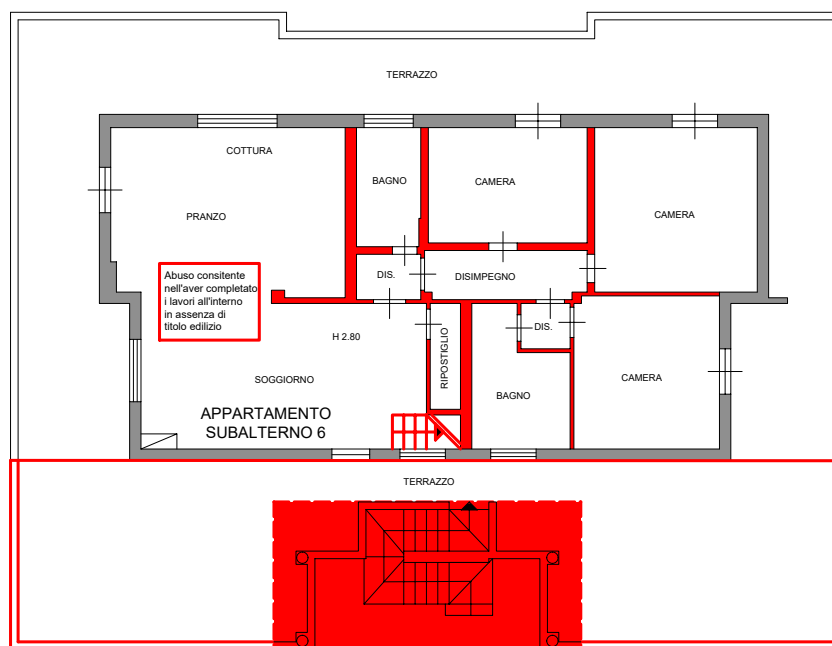 TERRAZZO
COTTURA
BAGNO
CAMERA
PRANZO
CAMERA
Abuso consitente
nell'aver completato
i lavori all'interno
in assenza di
titolo edilizio
DIS.
DISIMPEGNO
H 2.80
DIS.
RIPOSTIGLIO
SOGGIORNO
CAMERA
BAGNO
APPARTAMENTO
SUBALTERNO 6
TERRAZZO